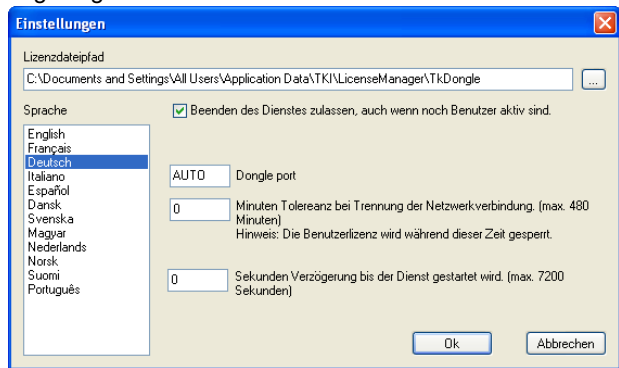 Einstellungen
Lizenzdateipfad
C:\Documents and Settings\All Users\Application Data\TKI\LicenseManager\TkDongle
...
Sprache
Beenden des Dienstes zulassen, auch wenn noch Benutzer aktiv sind.
English
Français
Deutsch
Italiano
Español
Dansk
Svenska
Magyar
Nederlands
Norsk
Suomi
Português
AUTO
Dongle port
0
Minuten Tolereanz bei Trennung der Netzwerkverbindung. (max. 480
Minuten)
Hinweis: Die Benutzerlizenz wird während dieser Zeit gesperrt.
0
Sekunden Verzögerung bis der Dienst gestartet wird. (max. 7200
Sekunden)
Ok
Abbrechen